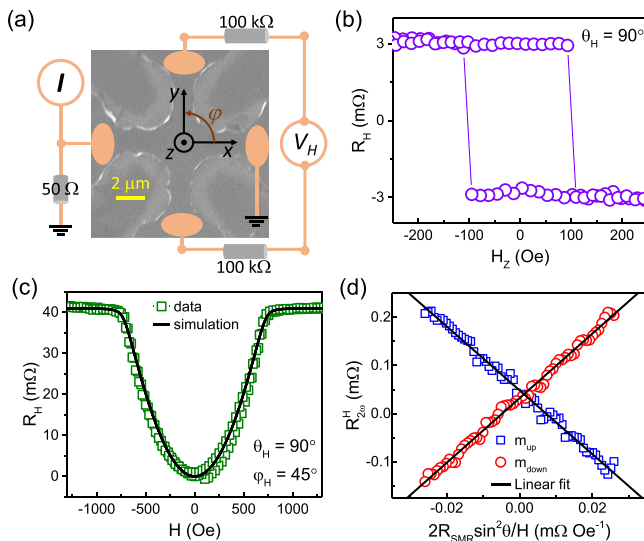 (a)
100 kΩ
I
y
φ
z
x
V_H
50 Ω
2 μm
100 kΩ
(b)
θ_H = 90°
R_H (mΩ)
3
0
-3
-200 -100 0 100 200
H_Z (Oe)
(c)
data
simulation
R_H (mΩ)
40
30
20
10
0
θ_H = 90°
φ_H = 45°
-1000 -500 0 500 1000
H (Oe)
(d)
R^H_2ω (mΩ)
0.2
0.1
0.0
-0.1
m_up
m_down
Linear fit
-0.02 0.00 0.02
2R_SMR sin²θ/H (mΩ Oe⁻¹)